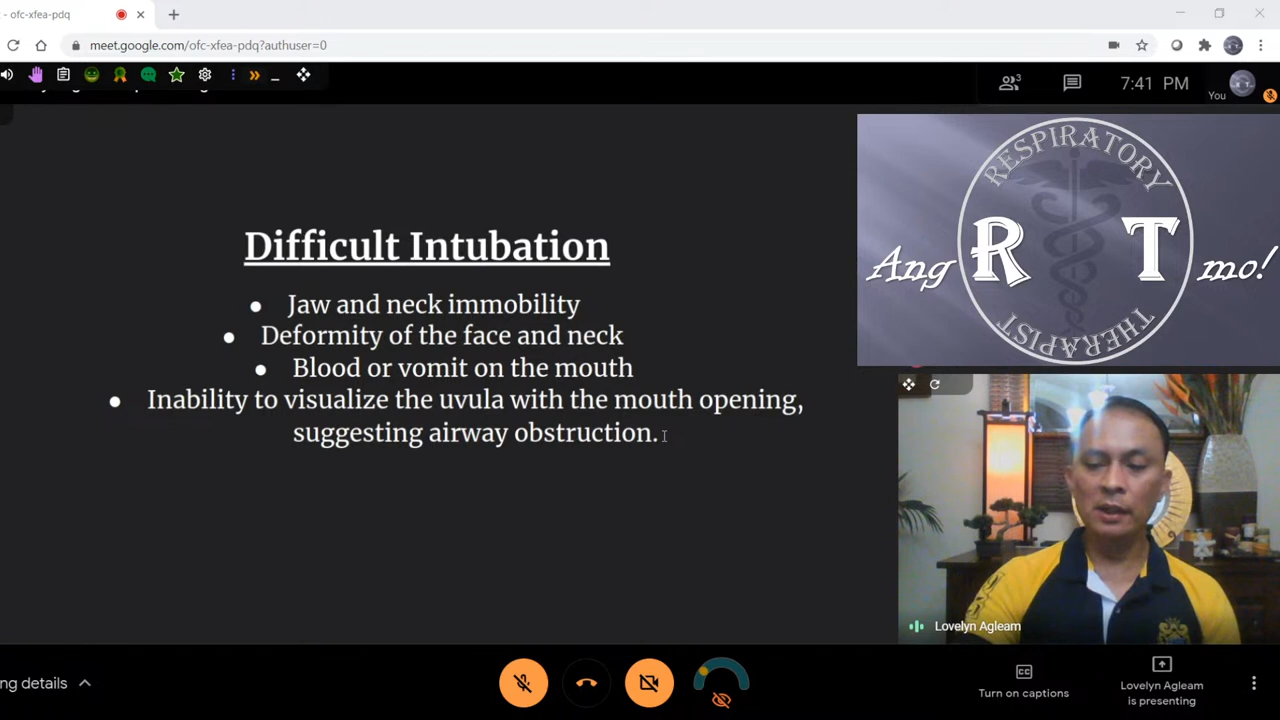 - ofc-xfea-pdq
meet.google.com/ofc-xfea-pdq?authuser=0
3
7:41 PM
You
RESPIRATORY
Ang R T mo!
THERAPIST
Difficult Intubation
● Jaw and neck immobility
● Deformity of the face and neck
● Blood or vomit on the mouth
● Inability to visualize the uvula with the mouth opening,
suggesting airway obstruction.
Lovelyn Agleam
ng details
CC
Turn on captions
Lovelyn Agleam
is presenting